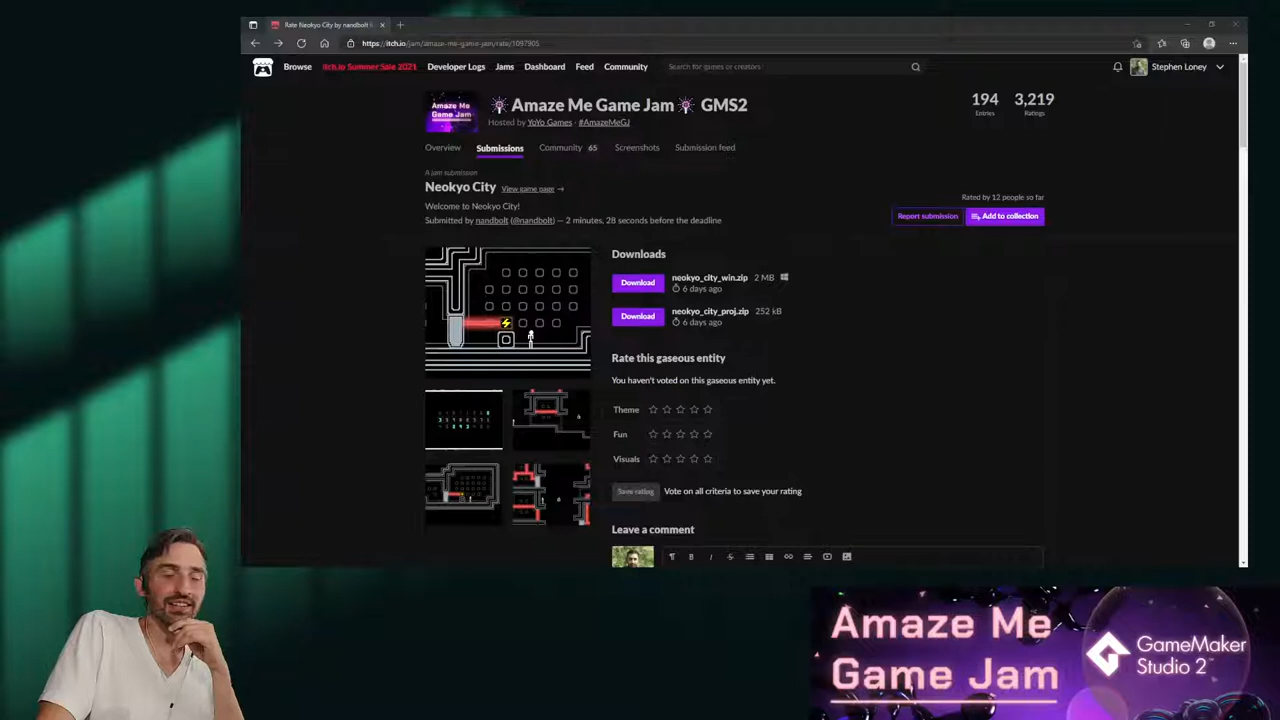 Rate Neokyo City by nandbolt
https://itch.io/jam/amaze-me-game-jam/rate/1097905
Browse itch.io Summer Sale 2021 Developer Logs Jams Dashboard Feed Community Search for games or creators Stephen Loney
Amaze Me Game Jam GMS2
Hosted by YoYo Games · #AmazeMeGJ
194 3,219
Entries Ratings
Overview Submissions Community 65 Screenshots Submission feed
A jam submission
Neokyo City View game page →
Welcome to Neokyo City!
Submitted by nandbolt (@nandbolt) — 2 minutes, 28 seconds before the deadline
Rated by 12 people so far
Report submission Add to collection
Downloads
Download neokyo_city_win.zip 2 MB
6 days ago
Download neokyo_city_proj.zip 252 kB
6 days ago
Rate this gaseous entity
You haven't voted on this gaseous entity yet.
Theme
Fun
Visuals
Save rating Vote on all criteria to save your rating
Leave a comment
Amaze Me
Game Jam
GameMaker
Studio 2™